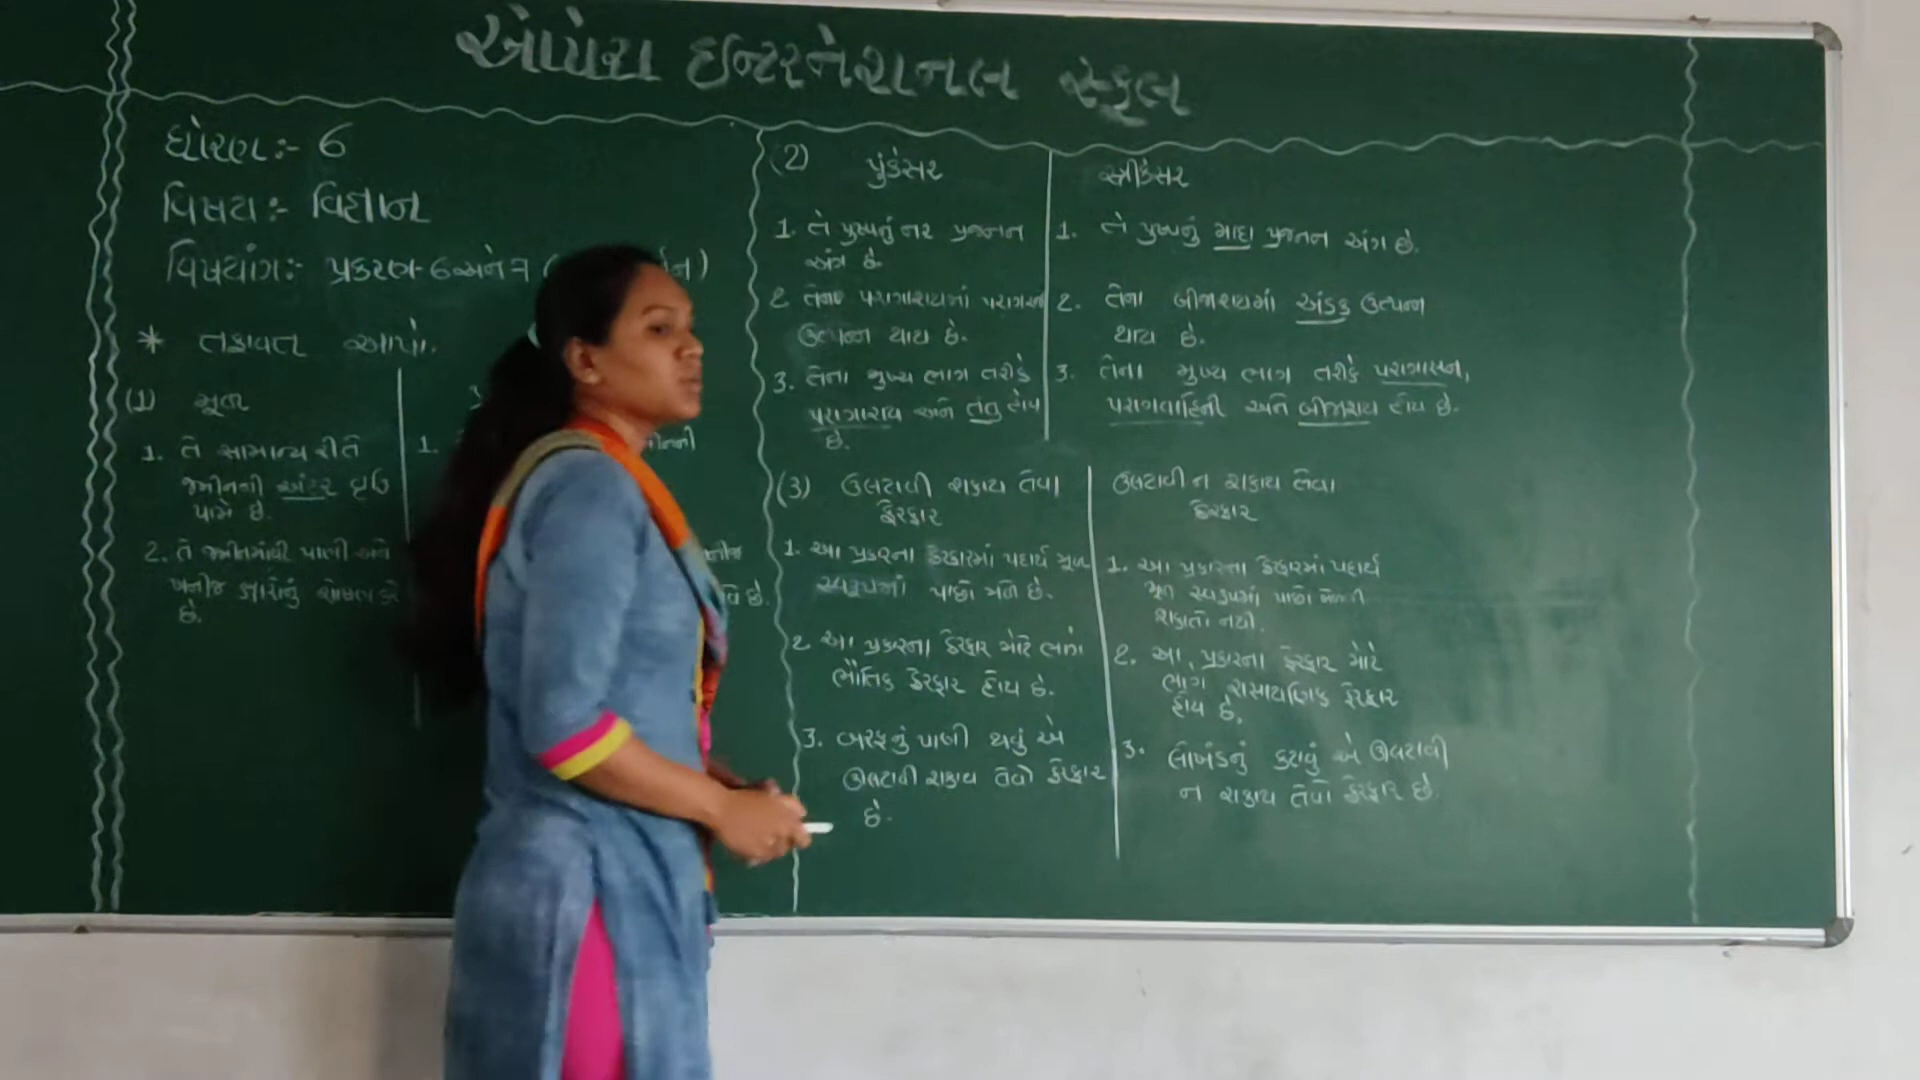 ઇન્ટરનેશનલ સ્કુલ
ધોરણ:- 6
વિષય:- વિજ્ઞાન
વિષયાંગ:- પ્રકરણ-6 અને 7 (
* તફાવત આપો.
(1) મૂળ
1. તે સામાન્ય રીતે
જમીનની અંદર વૃદ્ધિ
પામે છે.
2. તે જમીનમાંથી પાણી અને
ખનીજ ક્ષારોનું શોષણ કરે
છે.
1.
છે.
(2) પુંકેસર
1. તે પુષ્પનું નર પ્રજનન
અંગ છે.
2 તેના પરાગાશયમાં પરાગરજ
ઉત્પન્ન થાય છે.
3. તેના મુખ્ય ભાગ તરીકે
પરાગાશય અને તંતુ હોય
છે.
સ્ત્રીકેસર
1. તે પુષ્પનું માદા પ્રજનન અંગ છે.
2. તેના બીજાશયમાં અંડક ઉત્પન્ન
થાય છે.
3. તેના મુખ્ય ભાગ તરીકે પરાગાસન,
પરાગવાહિની અને બીજાશય હોય છે.
(3) ઉલટાવી શકાય તેવા
ફેરફાર
1. આ પ્રકારના ફેરફારમાં પદાર્થ મૂળ
સ્વરૂપમાં પાછો મળે છે.
2 આ પ્રકારના ફેરફાર માટે ભાગે
ભૌતિક ફેરફાર હોય છે.
3. બરફનું પાણી થવું એ
ઉલટાવી શકાય તેવો ફેરફાર
છે.
ઉલટાવી ન શકાય તેવા
ફેરફાર
1. આ પ્રકારના ફેરફારમાં પદાર્થ
મૂળ સ્વરૂપમાં પાછો મેળવી
શકાતો નથી.
2. આ પ્રકારના ફેરફાર મોટે
ભાગે રાસાયણિક ફેરફાર
હોય છે.
3. લોખંડનું કટાવું એ ઉલટાવી
ન શકાય તેવો ફેરફાર છે.